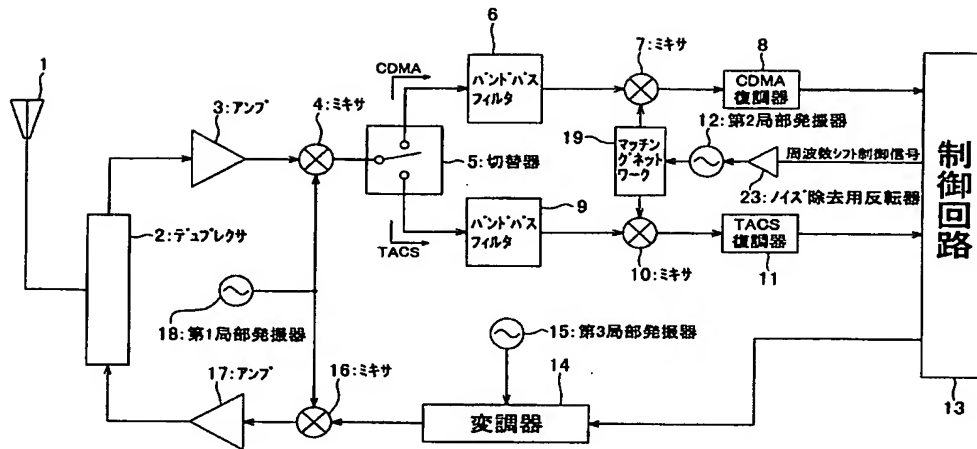 1
2:デュプレクサ
3:アンプ
4:ミキサ
5:切替器
CDMA
TACS
6
バンドパス
フィルタ
7:ミキサ
8
CDMA
復調器
9
バンドパス
フィルタ
10:ミキサ
TACS
復調器
11
12:第2局部発振器
19
マッチン
グネット
ワーク
周波数シフト制御信号
23:ノイズ除去用反転器
制御回路
13
18:第1局部発振器
15:第3局部発振器
14
変調器
16:ミキサ
17:アンプ